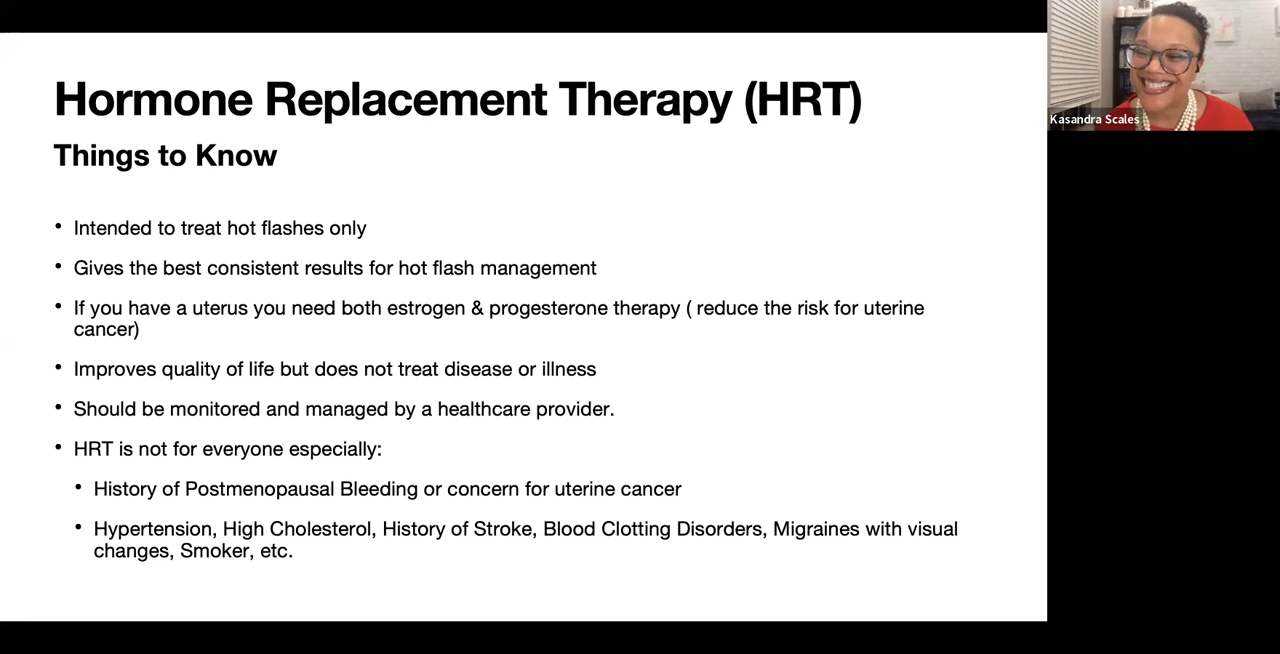 Hormone Replacement Therapy (HRT)
Things to Know
• Intended to treat hot flashes only
• Gives the best consistent results for hot flash management
• If you have a uterus you need both estrogen & progesterone therapy ( reduce the risk for uterine
cancer)
• Improves quality of life but does not treat disease or illness
• Should be monitored and managed by a healthcare provider.
• HRT is not for everyone especially:
• History of Postmenopausal Bleeding or concern for uterine cancer
• Hypertension, High Cholesterol, History of Stroke, Blood Clotting Disorders, Migraines with visual
changes, Smoker, etc.
Kasandra Scales